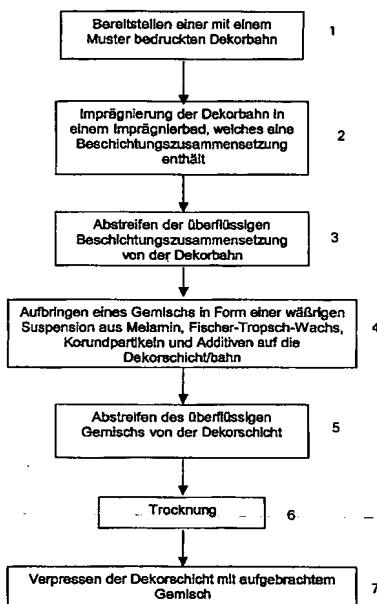 Bereitstellen einer mit einem
Muster bedruckten Dekorbahn
1
Imprägnierung der Dekorbahn in
einem Imprägnierbad, welches eine
Beschichtungszusammensetzung
enthält
2
Abstreifen der überflüssigen
Beschichtungszusammensetzung
von der Dekorbahn
3
Aufbringen eines Gemischs in Form einer wäßrigen
Suspension aus Melamin, Fischer-Tropsch-Wachs,
Korundpartikeln und Additiven auf die
Dekorschicht/bahn
4
Abstreifen des überflüssigen
Gemischs von der Dekorschicht
5
Trocknung
6
Verpressen der Dekorschicht mit aufgebrachtem
Gemisch
7